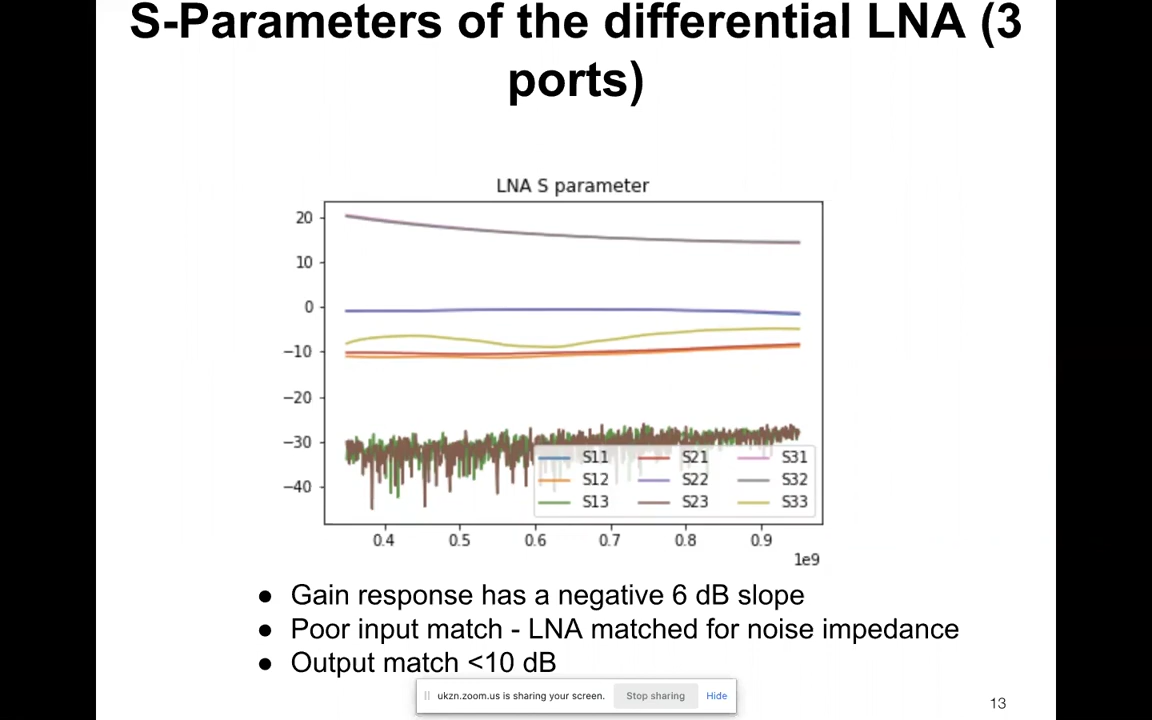 S-Parameters of the differential LNA (3
ports)
LNA S parameter
20
10
0
−10
−20
−30
−40
S11 S21 S31
S12 S22 S32
S13 S23 S33
0.4 0.5 0.6 0.7 0.8 0.9
1e9
● Gain response has a negative 6 dB slope
● Poor input match - LNA matched for noise impedance
● Output match <10 dB
ukzn.zoom.us is sharing your screen. Stop sharing Hide
13